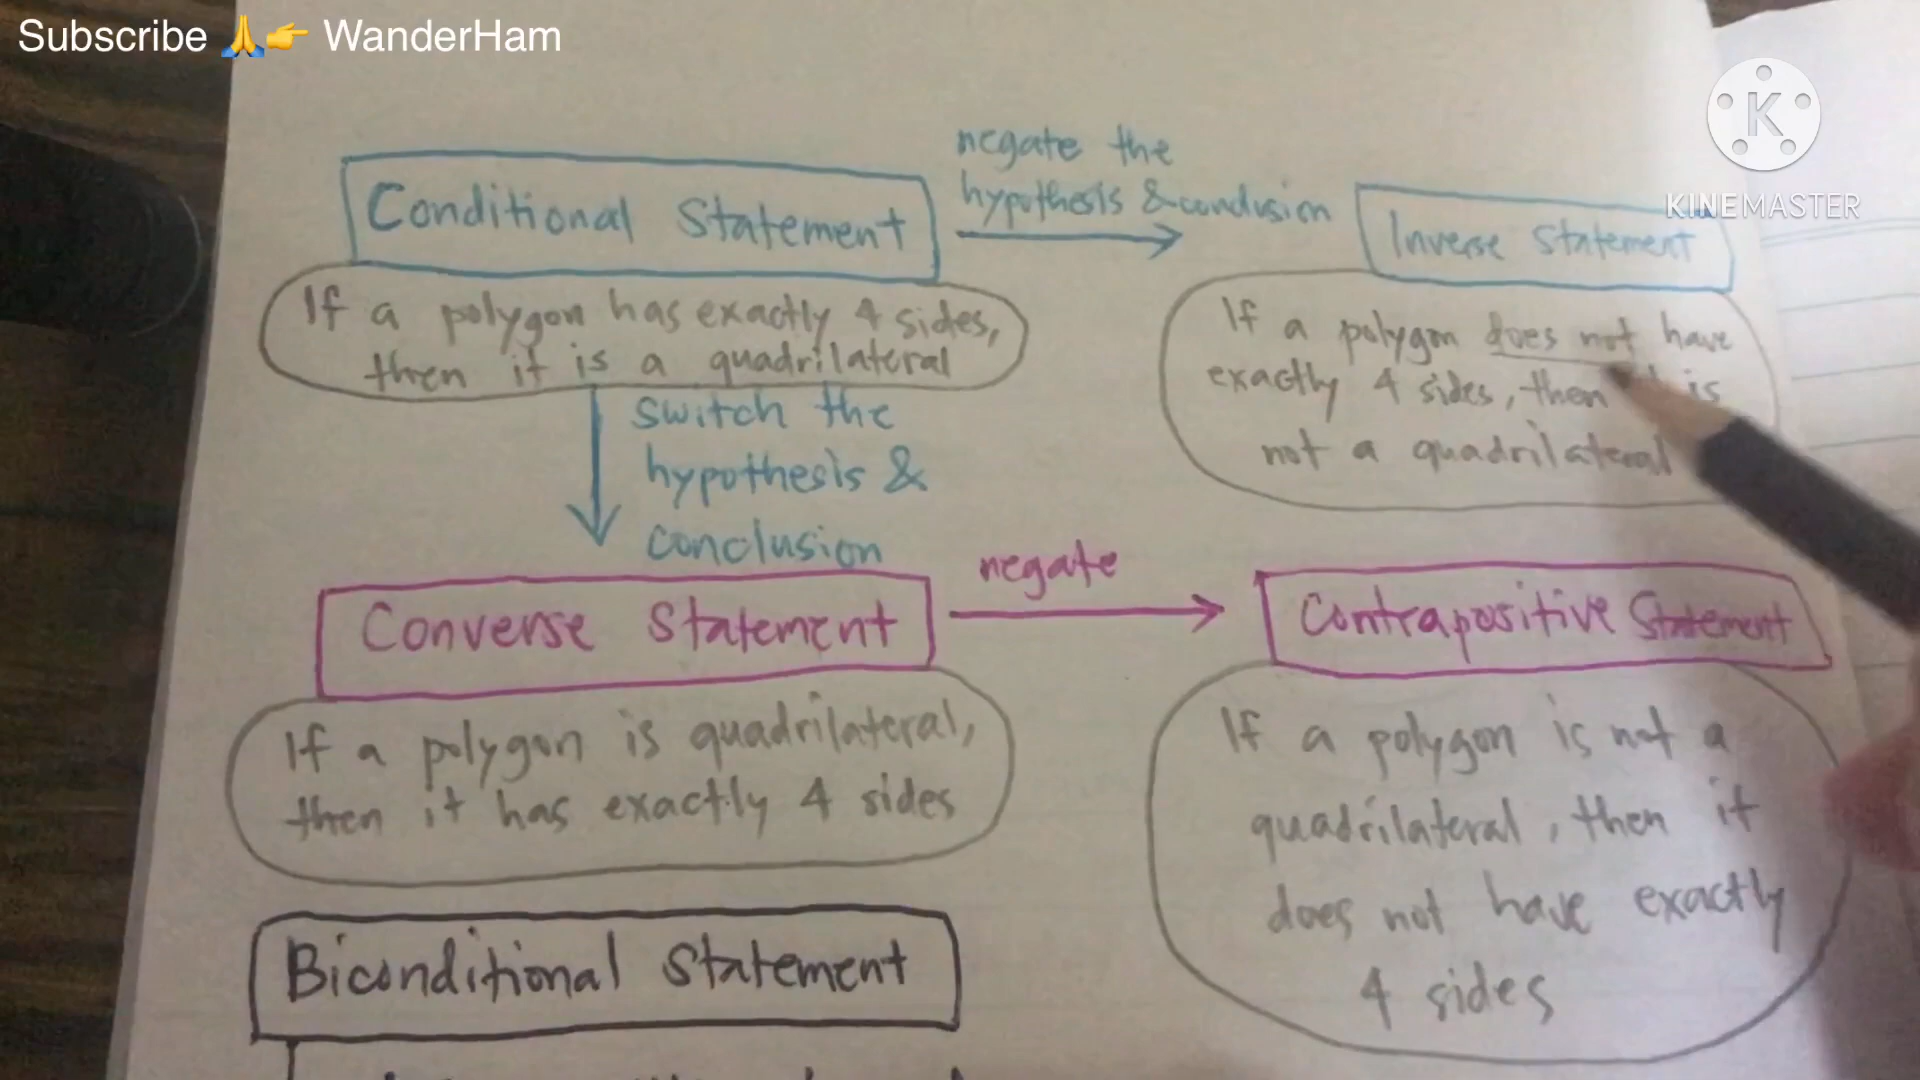 Subscribe 🙏👉 WanderHam
K
KINEMASTER
Conditional Statement
negate the
hypothesis & conclusion
Inverse Statement
If a polygon has exactly 4 sides,
then it is a quadrilateral
If a polygon does not have
exactly 4 sides, then is
not a quadrilateral
switch the
hypothesis &
conclusion
negate
Converse Statement
Contrapositive Statement
If a polygon is quadrilateral,
then it has exactly 4 sides
If a polygon is not a
quadrilateral, then it
does not have exactly
4 sides
Biconditional Statement